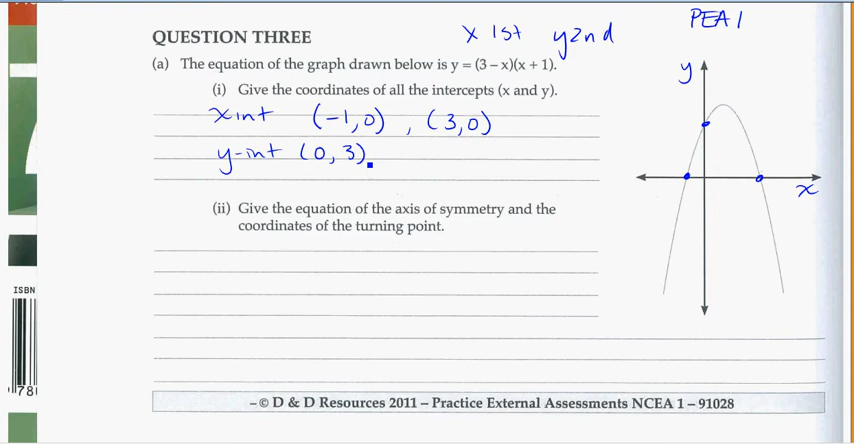 PEA 1
x 1st y 2nd
QUESTION THREE
(a) The equation of the graph drawn below is y = (3 – x)(x + 1).
(i) Give the coordinates of all the intercepts (x and y).
x int (-1,0) , (3,0)
y-int (0, 3)
(ii) Give the equation of the axis of symmetry and the
coordinates of the turning point.
y
x
ISBN
78
– © D & D Resources 2011 – Practice External Assessments NCEA 1 – 91028